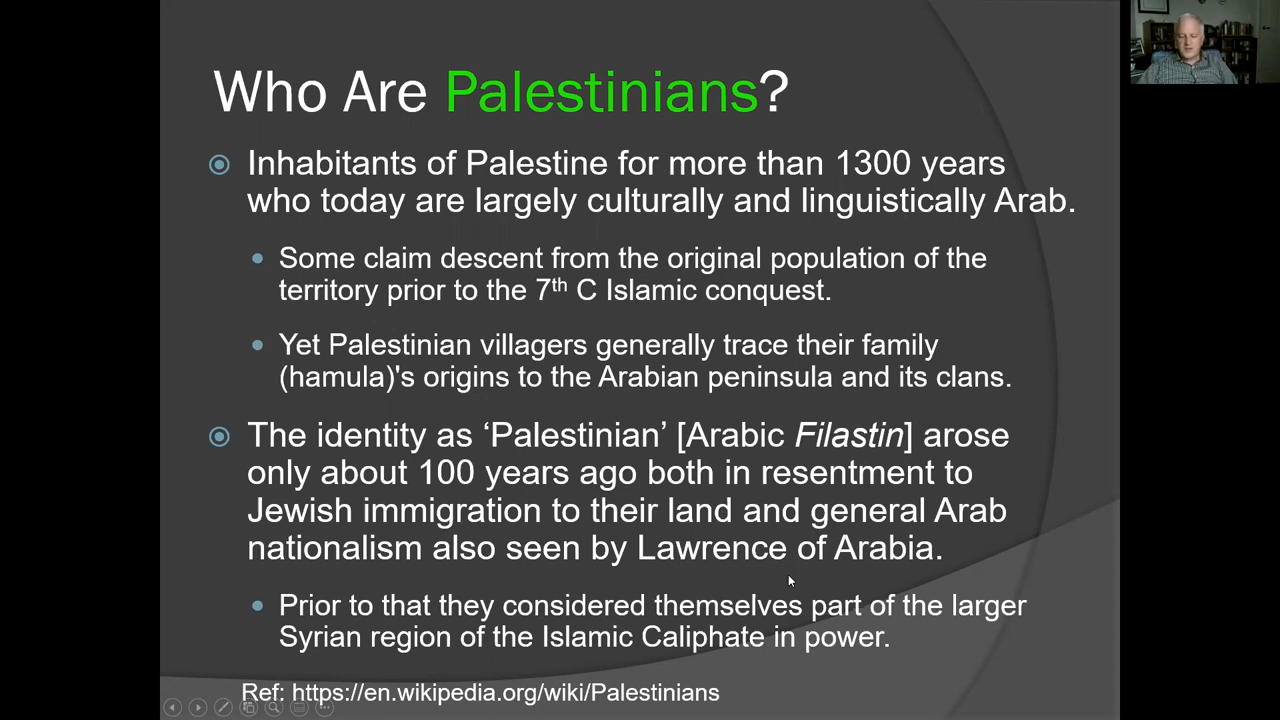 Who Are Palestinians?
Inhabitants of Palestine for more than 1300 years
who today are largely culturally and linguistically Arab.
Some claim descent from the original population of the
territory prior to the 7th C Islamic conquest.
Yet Palestinian villagers generally trace their family
(hamula)'s origins to the Arabian peninsula and its clans.
The identity as ‘Palestinian’ [Arabic Filastin] arose
only about 100 years ago both in resentment to
Jewish immigration to their land and general Arab
nationalism also seen by Lawrence of Arabia.
Prior to that they considered themselves part of the larger
Syrian region of the Islamic Caliphate in power.
Ref: https://en.wikipedia.org/wiki/Palestinians